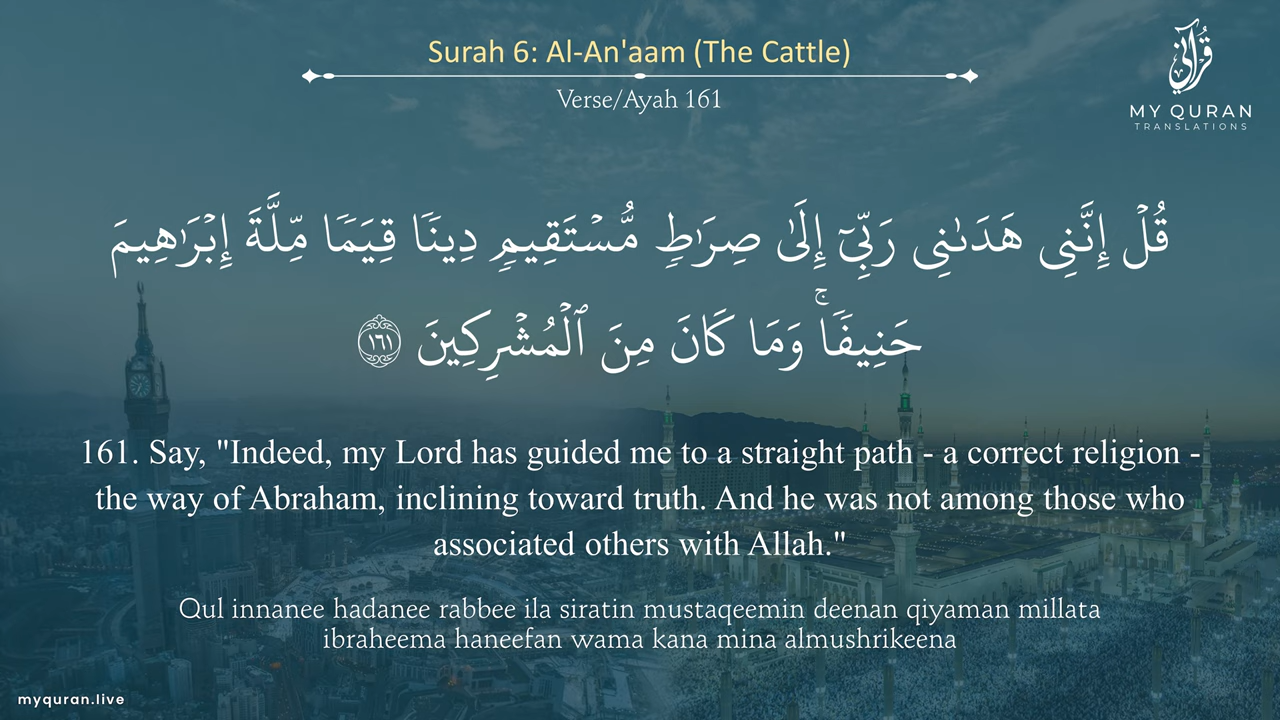 Surah 6: Al-An'aam (The Cattle)
Verse/Ayah 161
قرآني
MY QURAN
TRANSLATIONS
قُلْ إِنَّنِى هَدَىٰنِى رَبِّىٓ إِلَىٰ صِرَٰطٍ مُّسْتَقِيمٍ دِينًا قِيَمًا مِّلَّةَ إِبْرَٰهِيمَ
حَنِيفًا ۚ وَمَا كَانَ مِنَ ٱلْمُشْرِكِينَ ١٦١
161. Say, "Indeed, my Lord has guided me to a straight path - a correct religion -
the way of Abraham, inclining toward truth. And he was not among those who
associated others with Allah."
Qul innanee hadanee rabbee ila siratin mustaqeemin deenan qiyaman millata
ibraheema haneefan wama kana mina almushrikeena
myquran.live